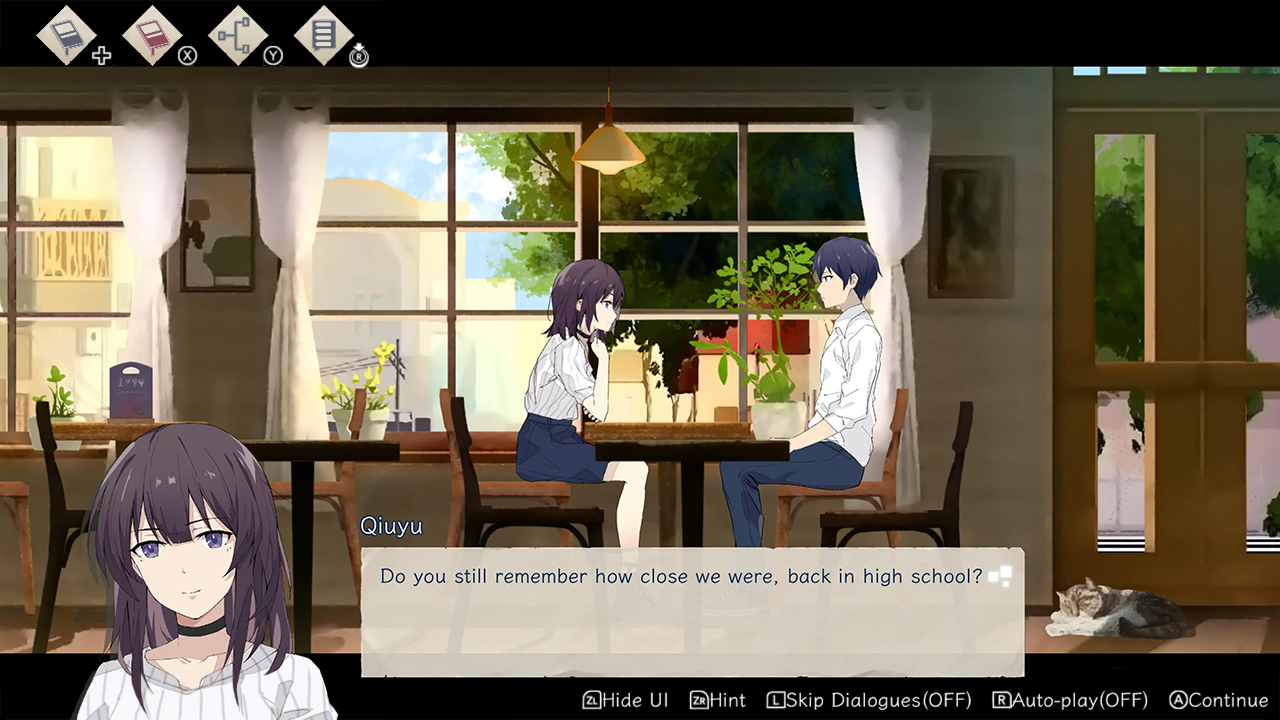 X
Y
R
1994
Qiuyu
Do you still remember how close we were, back in high school?
ZL Hide UI ZR Hint L Skip Dialogues(OFF) R Auto-play(OFF) A Continue